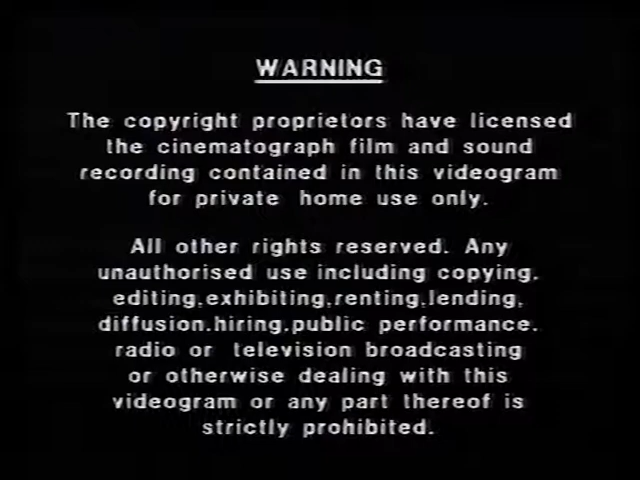 WARNING
The copyright proprietors have licensed
the cinematograph film and sound
recording contained in this videogram
for private home use only.
All other rights reserved. Any
unauthorised use including copying,
editing,exhibiting,renting,lending,
diffusion,hiring,public performance,
radio or television broadcasting
or otherwise dealing with this
videogram or any part thereof is
strictly prohibited.